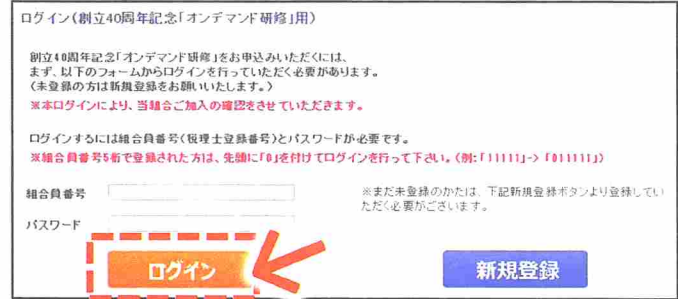 ログイン(創立40周年記念「オンデマンド研修」用)
創立40周年記念「オンデマンド研修」をお申込みいただくには、
まず、以下のフォームからログインを行っていただく必要があります。
(未登録の方は新規登録をお願いいたします。)
※本ログインにより、当組合ご加入の確認をさせていただきます。
ログインするには組合員番号(税理士登録番号)とパスワードが必要です。
※組合員番号5桁で登録された方は、先頭に「0」を付けてログインを行って下さい。(例:「11111」->「011111」)
組合員番号
※まだ未登録のかたは、下記新規登録ボタンより登録してい
ただく必要がございます。
パスワード
ログイン
新規登録